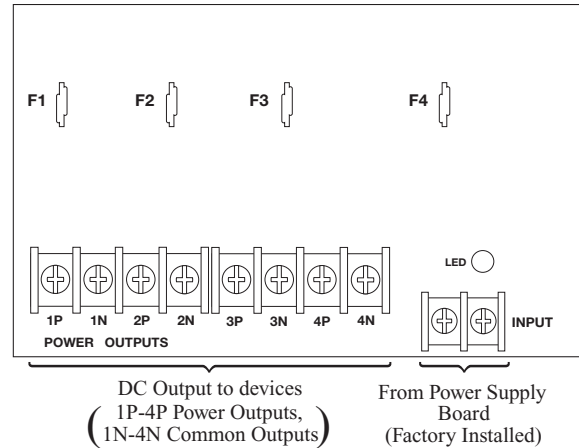 F1 F2 F3 F4
LED
1P 1N 2P 2N 3P 3N 4P 4N
INPUT
POWER OUTPUTS
DC Output to devices
(1P-4P Power Outputs,
1N-4N Common Outputs)
From Power Supply
Board
(Factory Installed)